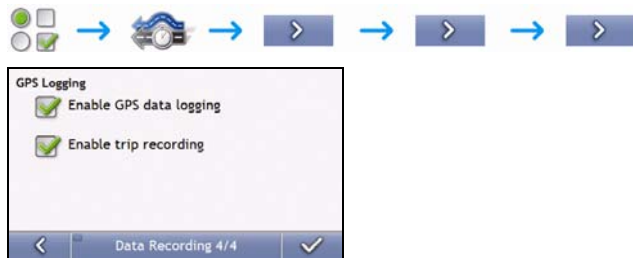 GPS Logging
Enable GPS data logging
Enable trip recording
Data Recording 4/4